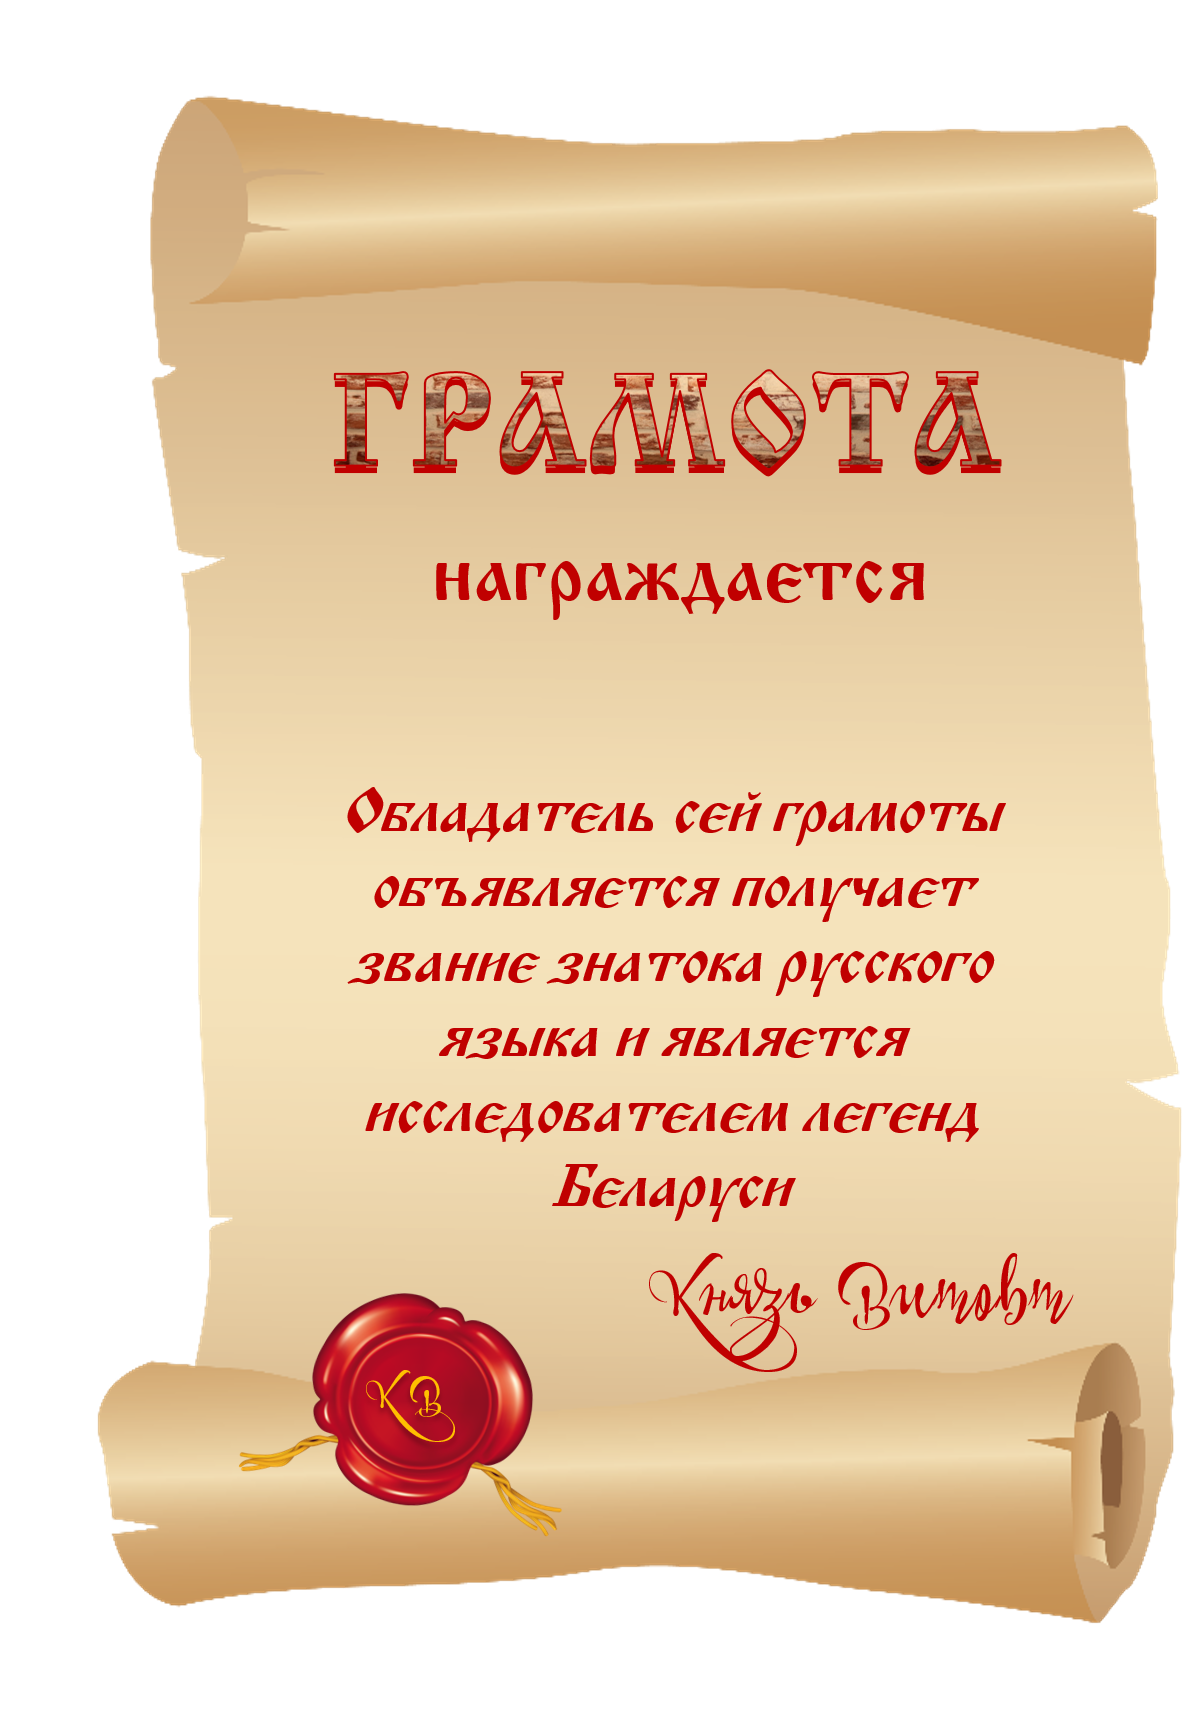 ГРАМОТА
награждается
Обладатель сей грамоты
объявляется получает
звание знатока русского
языка и является
исследователем легенд
Беларуси
Князь Витовт
КВ